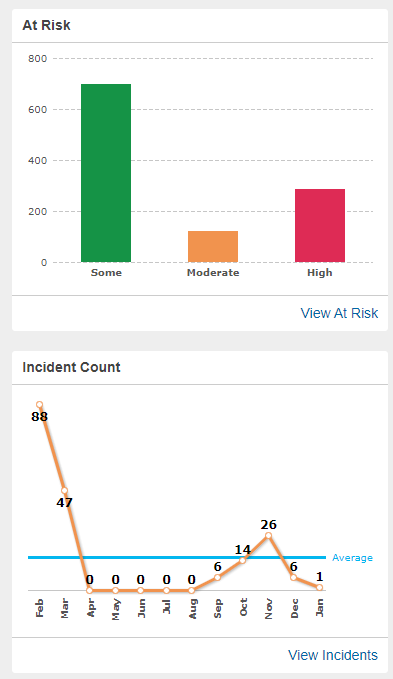 At Risk
800
600
400
200
0
Some Moderate High
View At Risk
Incident Count
88
47
0 0 0 0 0
6
14
26
6
1
Average
Feb Mar Apr May Jun Jul Aug Sep Oct Nov Dec Jan
View Incidents